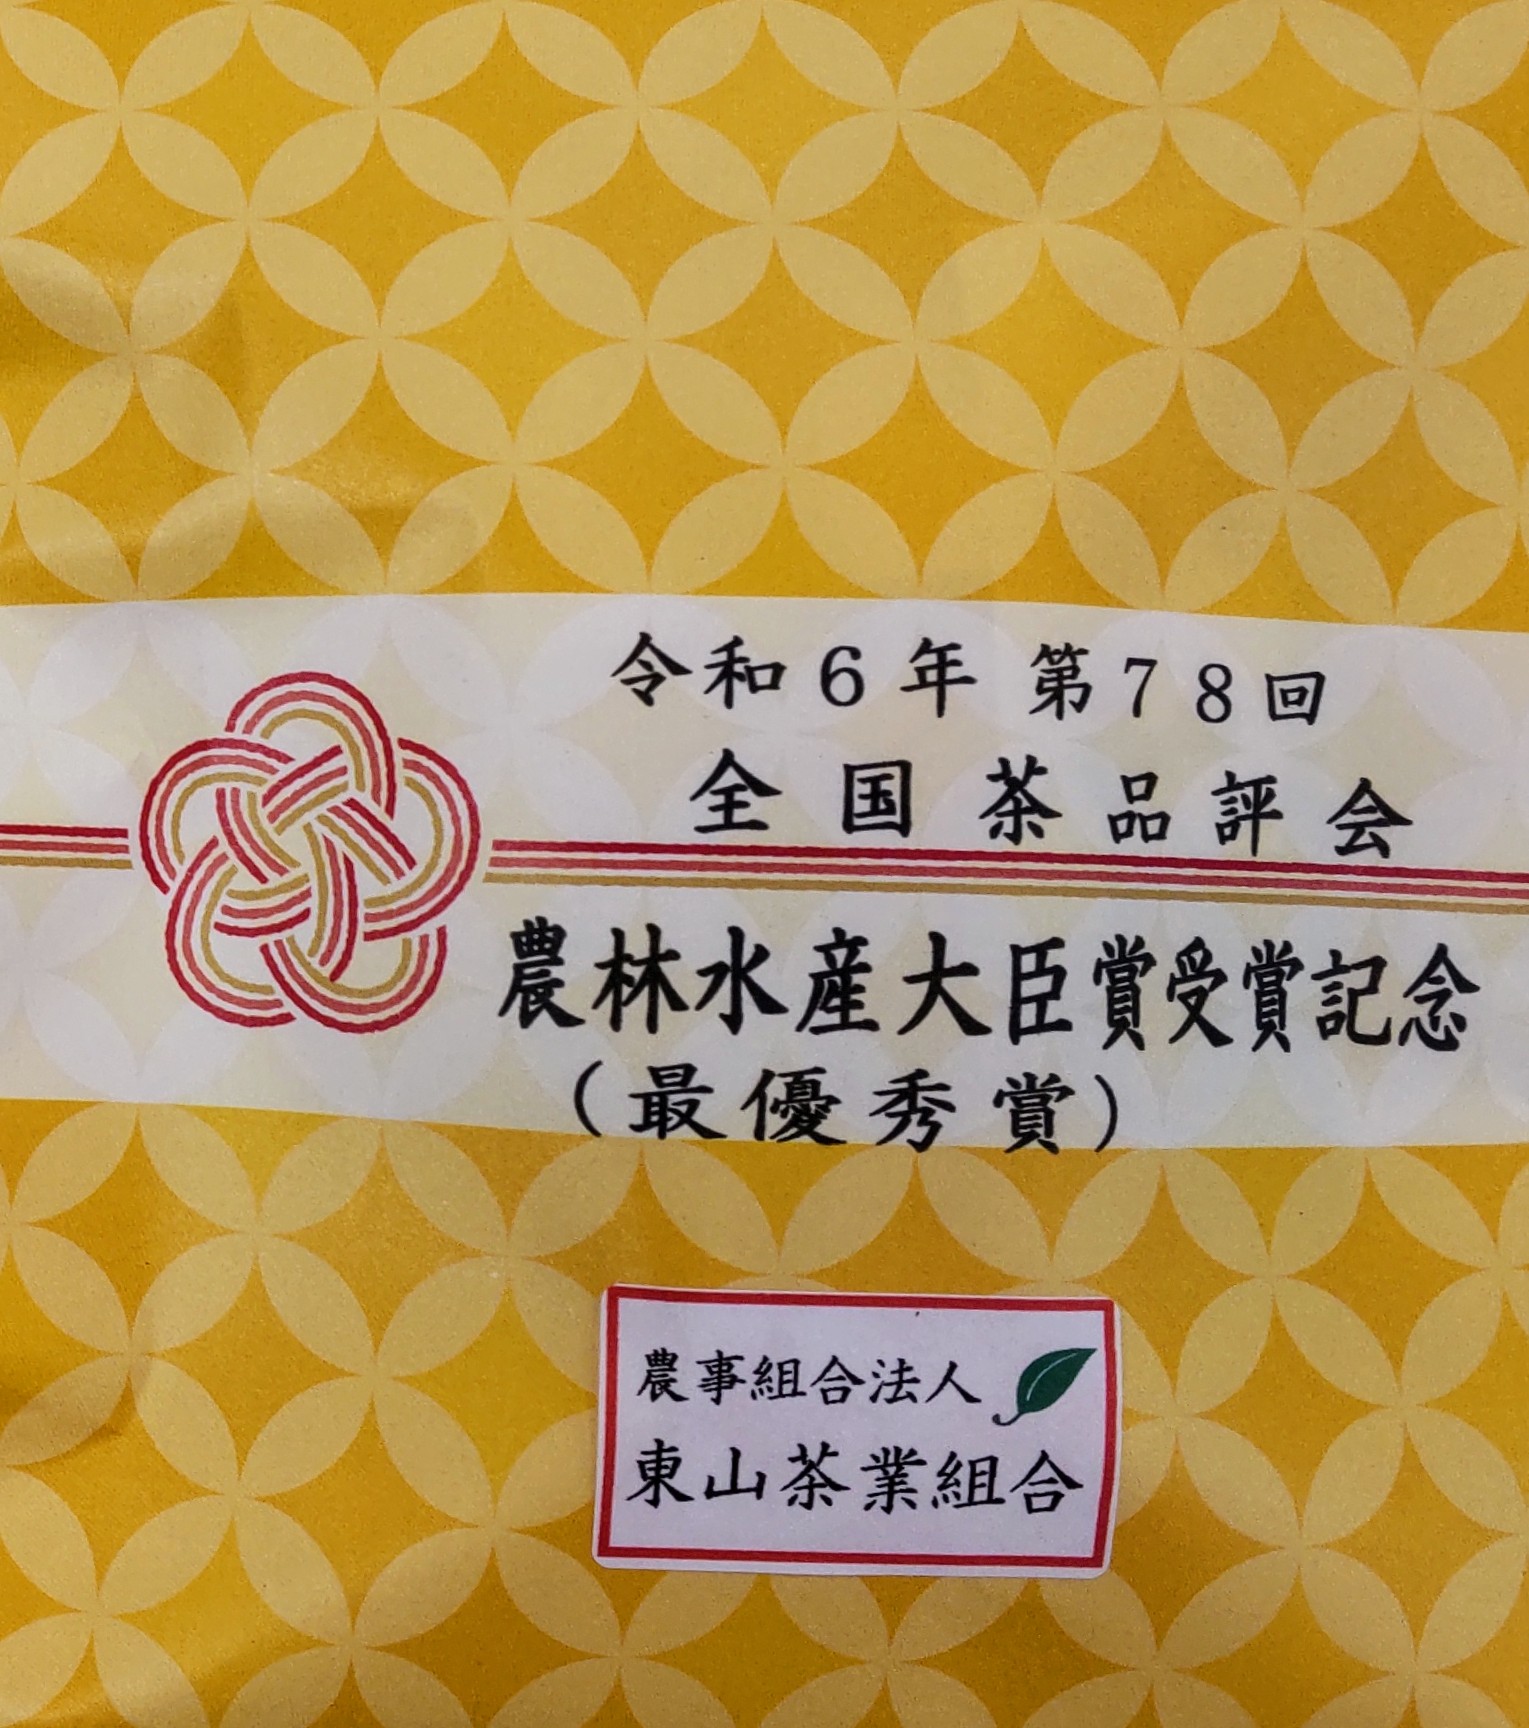 令和6年 第78回
全国茶品評会
農林水産大臣賞受賞記念
(最優秀賞)
農事組合法人
東山茶業組合